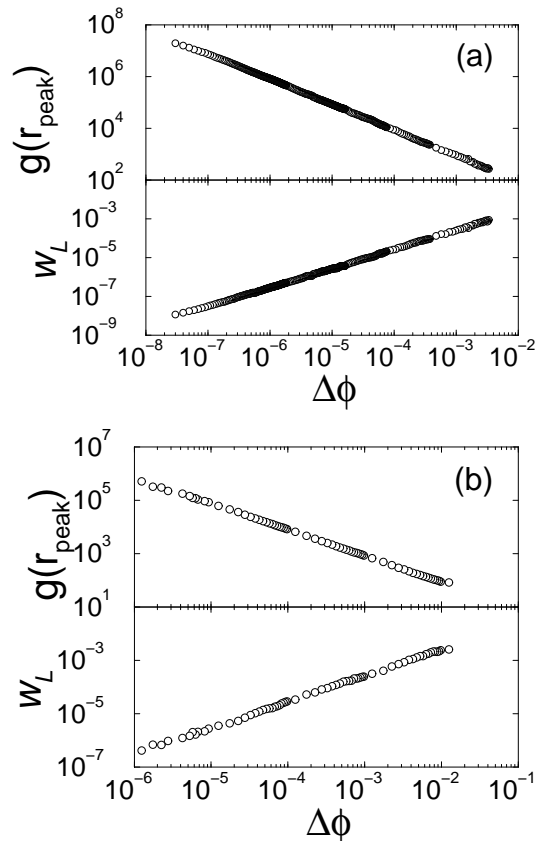 (a)
g(r_peak)
10^8
10^6
10^4
10^2
w_L
10^−3
10^−5
10^−7
10^−9
10^−8 10^−7 10^−6 10^−5 10^−4 10^−3 10^−2
Δϕ
(b)
g(r_peak)
10^7
10^5
10^3
10^1
w_L
10^−3
10^−5
10^−7
10^−6 10^−5 10^−4 10^−3 10^−2 10^−1
Δϕ